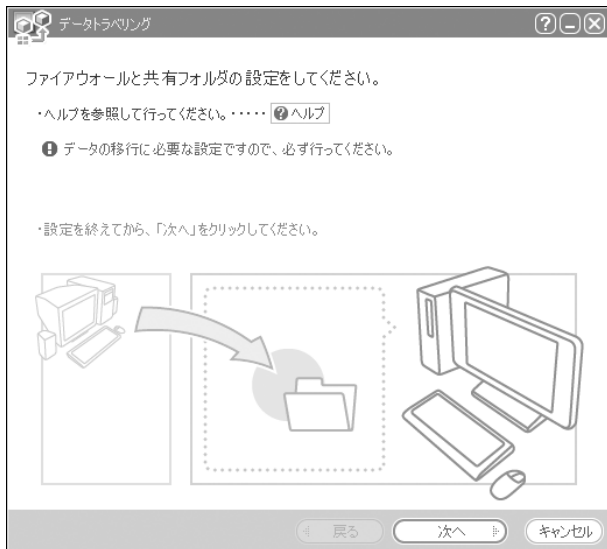 データトラベリング
ファイアウォールと共有フォルダの設定をしてください。
・ヘルプを参照して行ってください。・・・・・ ?ヘルプ
! データの移行に必要な設定ですので、必ず行ってください。
・設定を終えてから、「次へ」をクリックしてください。
戻る 次へ キャンセル